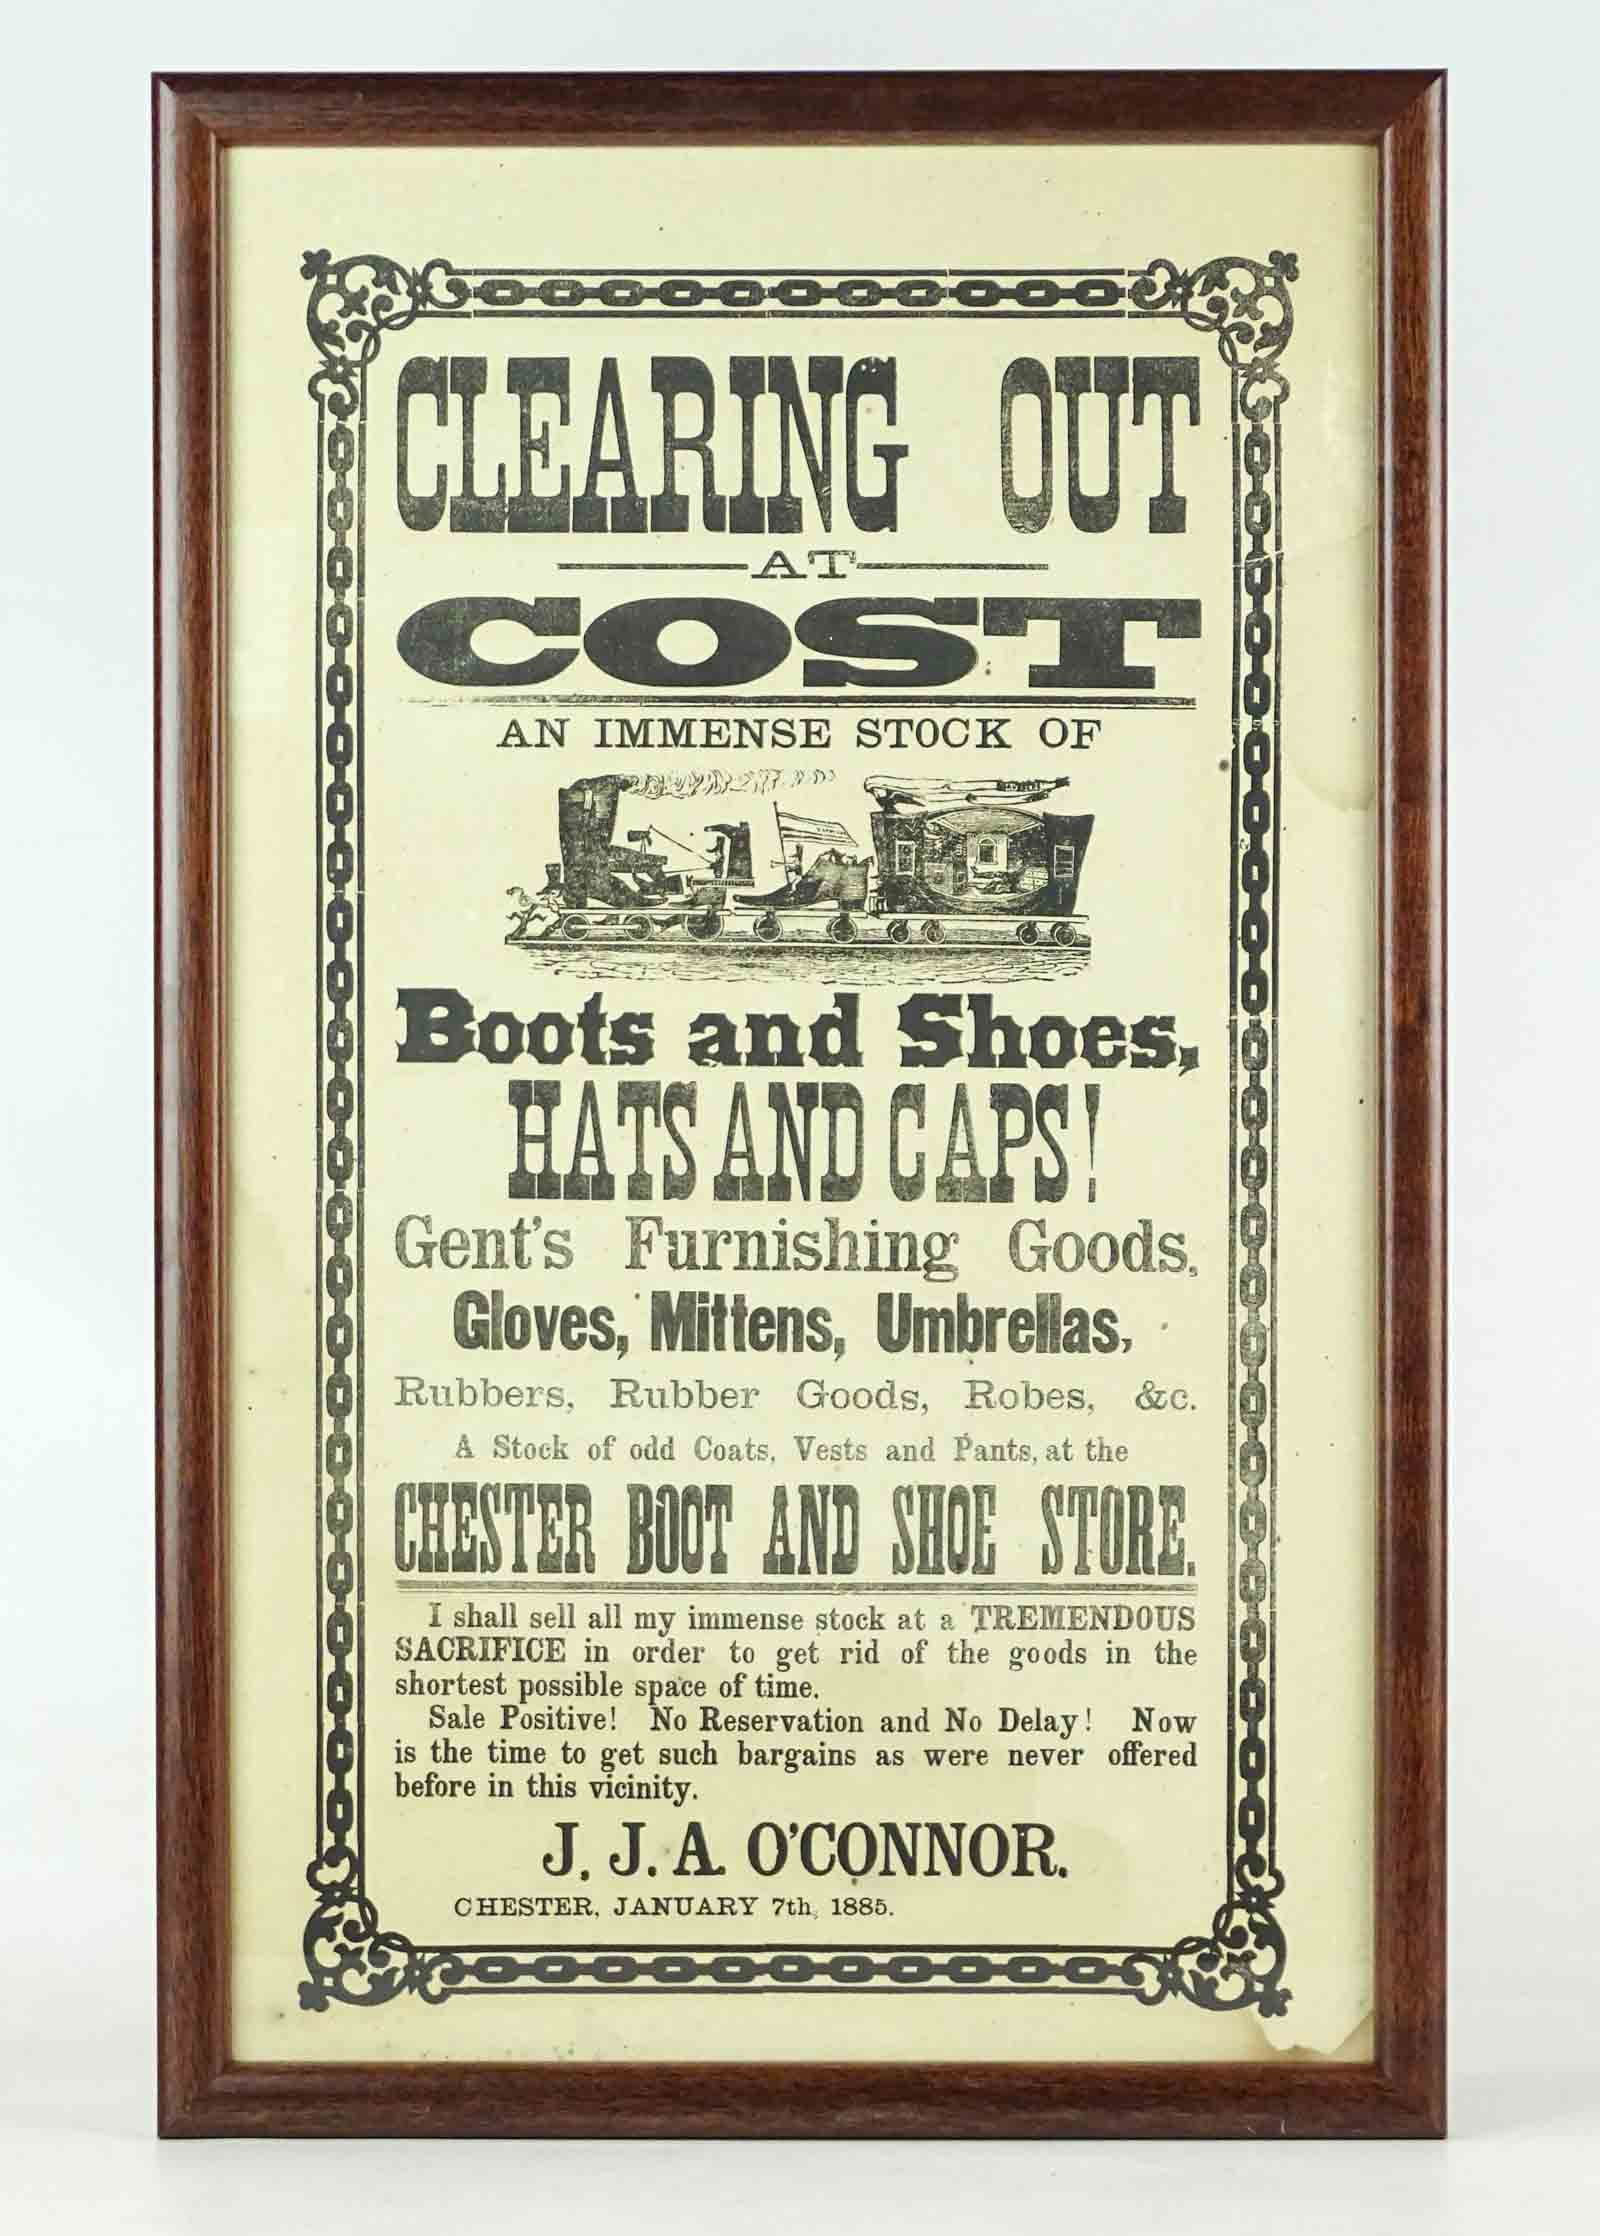 CLEARING OUT
AT
COST
AN IMMENSE STOCK OF
Boots and Shoes,
HATS AND CAPS!
Gent's Furnishing Goods,
Gloves, Mittens, Umbrellas,
Rubbers, Rubber Goods, Robes, &c.
A Stock of odd Coats, Vests and Pants, at the
CHESTER BOOT AND SHOE STORE.
I shall sell all my immense stock at a TREMENDOUS
SACRIFICE in order to get rid of the goods in the
shortest possible space of time.
Sale Positive! No Reservation and No Delay! Now
is the time to get such bargains as were never offered
before in this vicinity.
J. J. A. O'CONNOR.
CHESTER, JANUARY 7th, 1885.